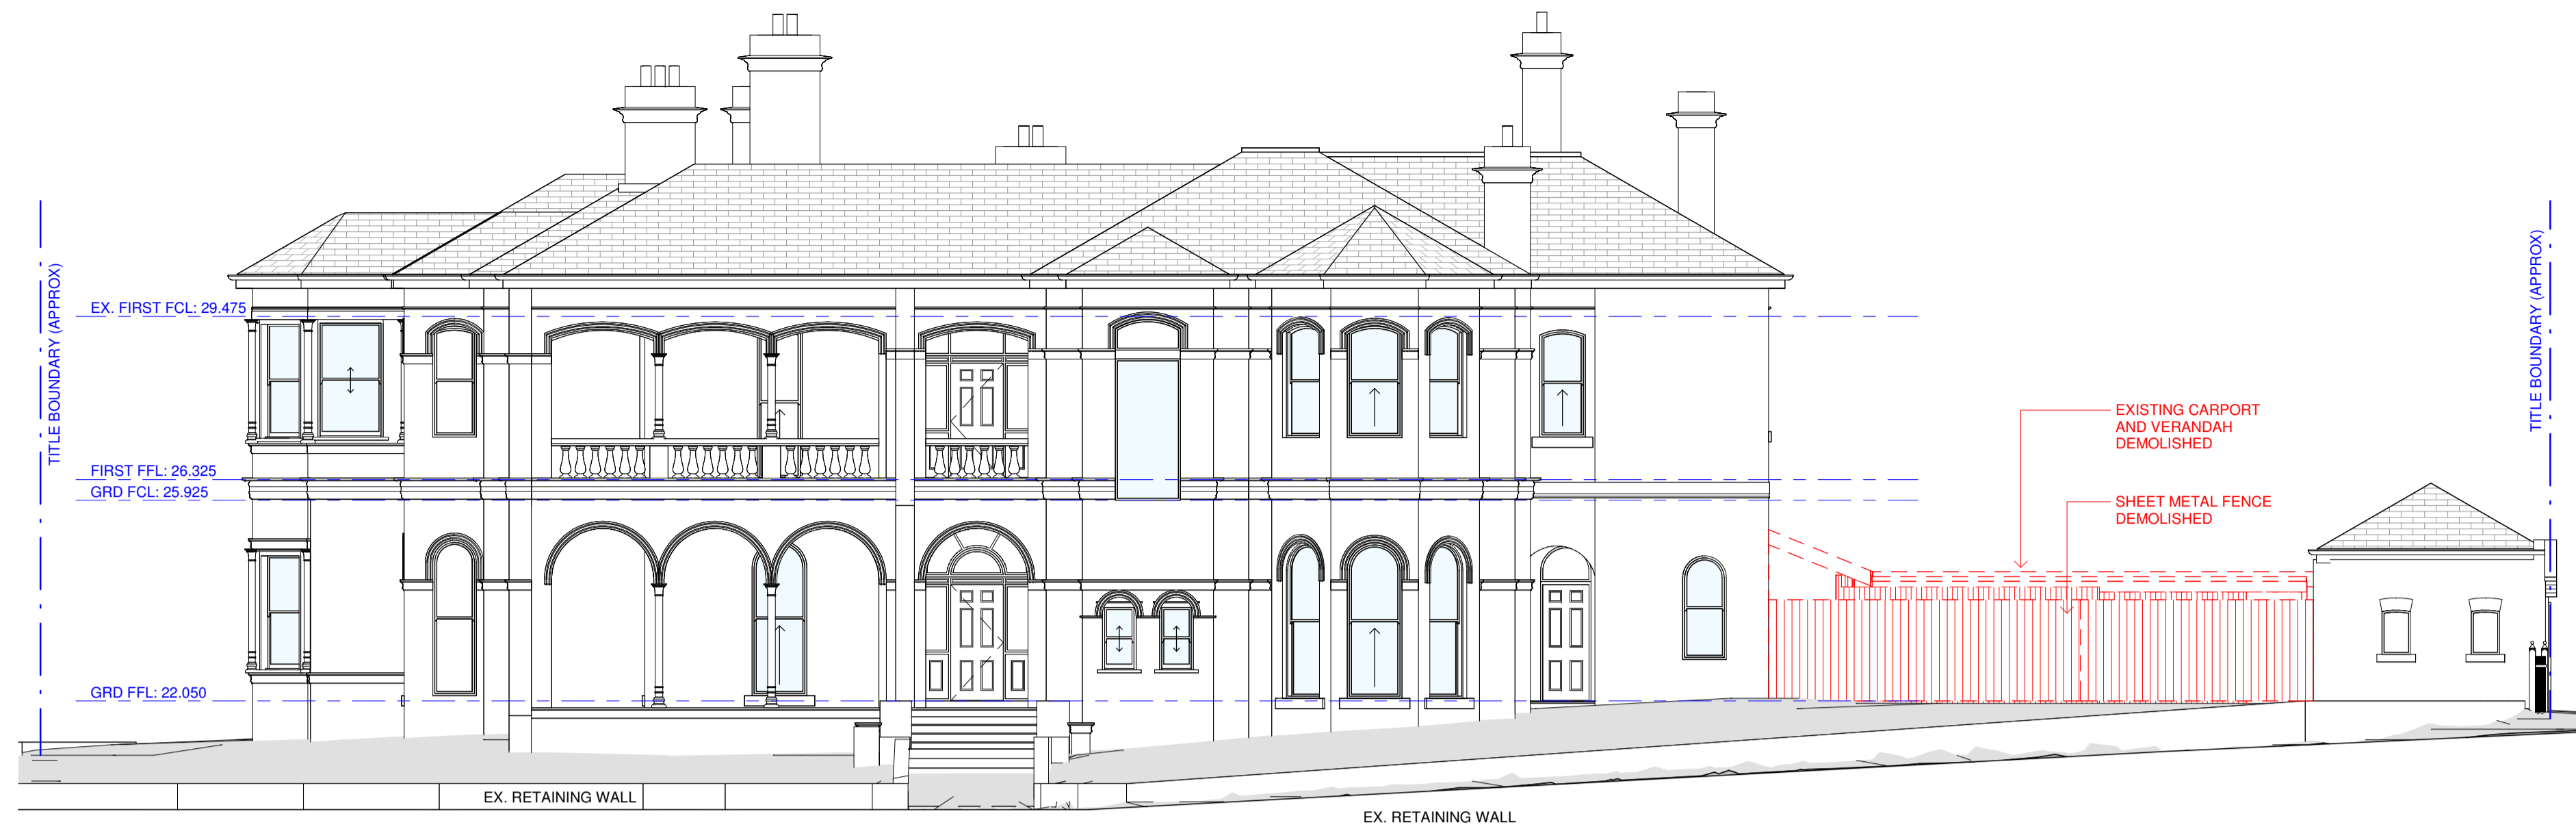 TITLE BOUNDARY (APPROX)
EX. FIRST FCL: 29.475
FIRST FFL: 26.325
GRD FCL: 25.925
GRD FFL: 22.050
EX. RETAINING WALL
EX. RETAINING WALL
EXISTING CARPORT
AND VERANDAH
DEMOLISHED
SHEET METAL FENCE
DEMOLISHED
TITLE BOUNDARY (APPROX)